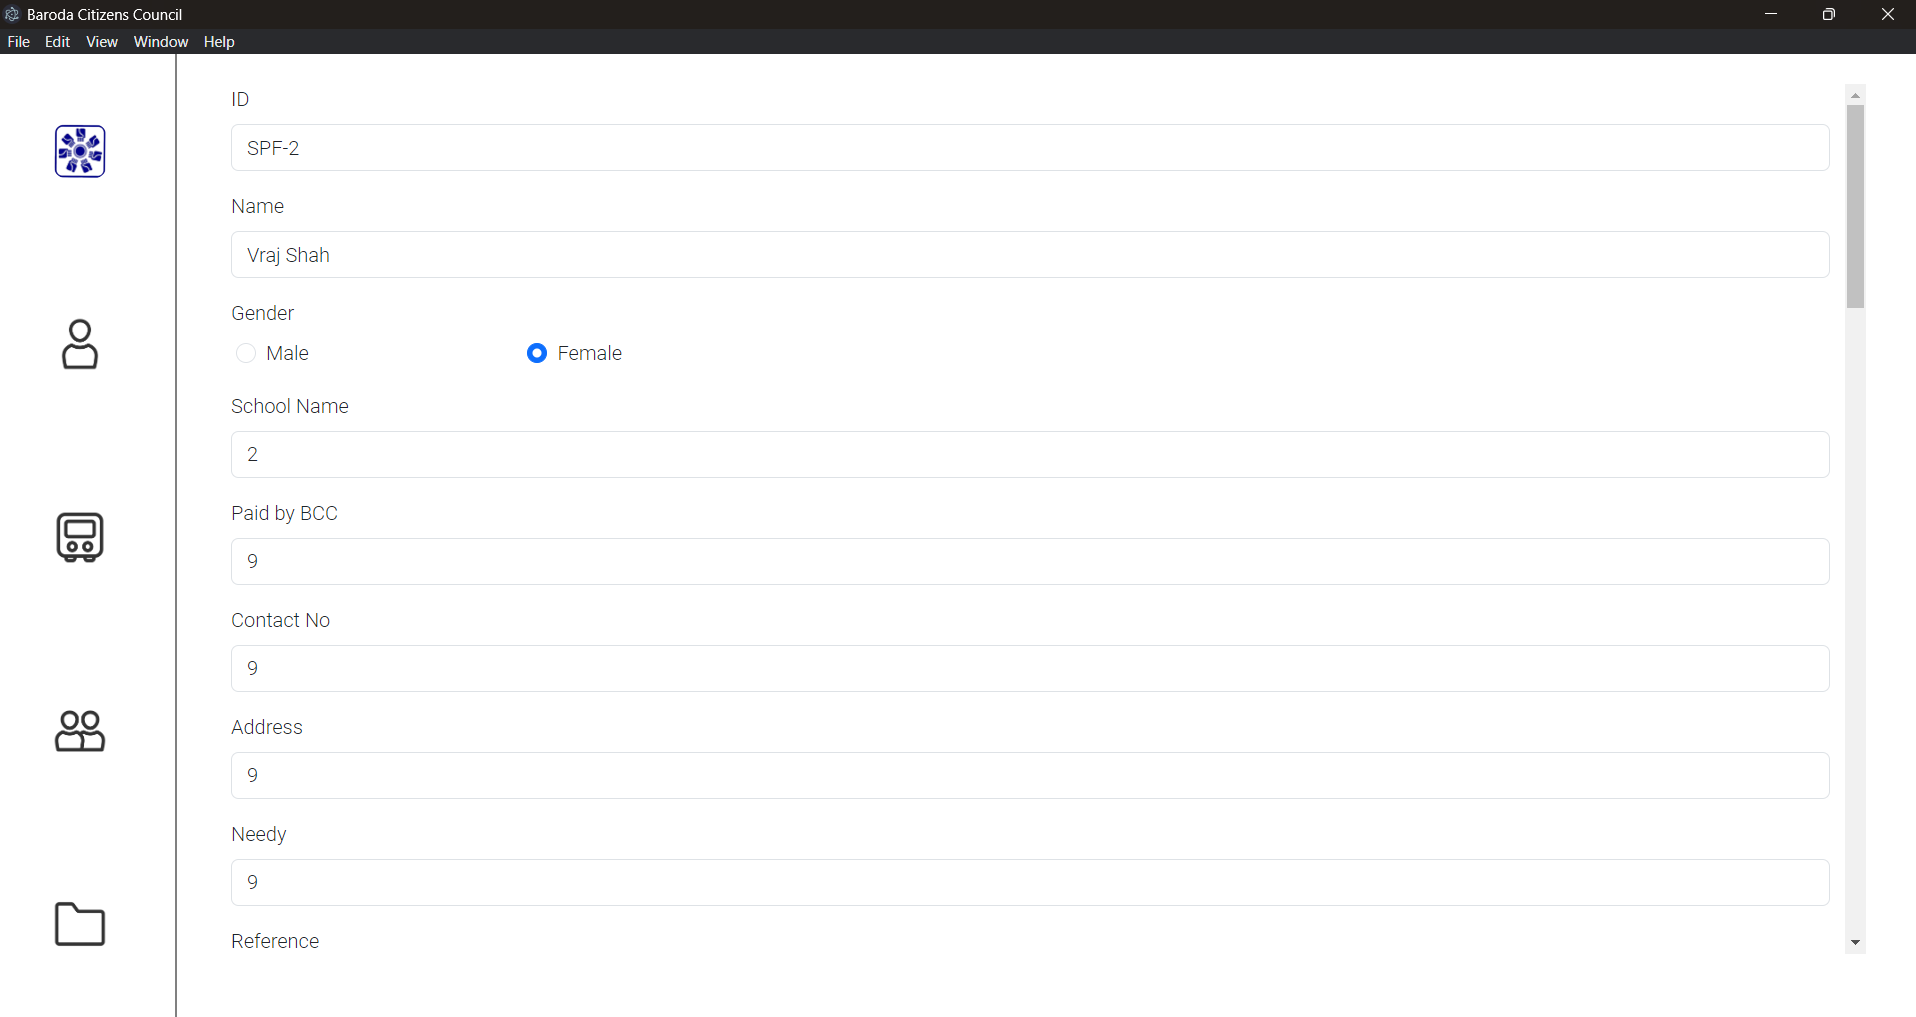 Baroda Citizens Council
File Edit View Window Help
ID
SPF-2
Name
Vraj Shah
Gender
Male Female
School Name
2
Paid by BCC
9
Contact No
9
Address
9
Needy
9
Reference